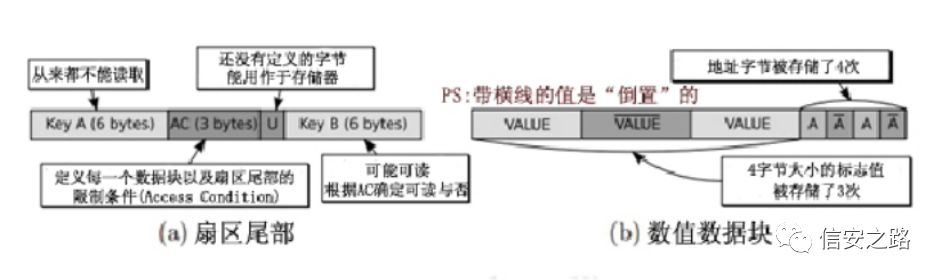 从来都不能读取
还没有定义的字节
能用作于存储器
Key A (6 bytes)
AC (3 bytes)
U
Key B (6 bytes)
定义每一个数据块以及扇区尾部的
限制条件(Access Condition)
可能可读
根据AC确定可读与否
(a) 扇区尾部
地址字节被存储了4次
PS:带横线的值是“倒置”的
VALUE
V̅A̅L̅U̅E̅
VALUE
A
A̅
A
A̅
4字节大小的标志值
被存储了3次
(b) 数值数据块
信安之路